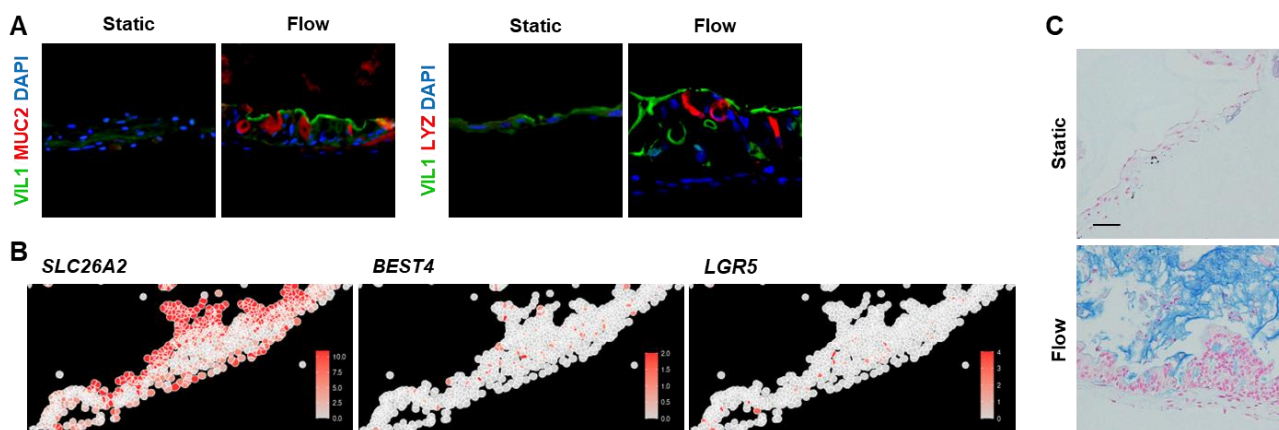 A
Static
Flow
Static
Flow
VIL1 MUC2 DAPI
VIL1 LYZ DAPI
B
SLC26A2
BEST4
LGR5
10.0
7.5
5.0
2.5
0.0
2.0
1.5
1.0
0.5
0.0
4
3
2
1
0
C
Static
Flow